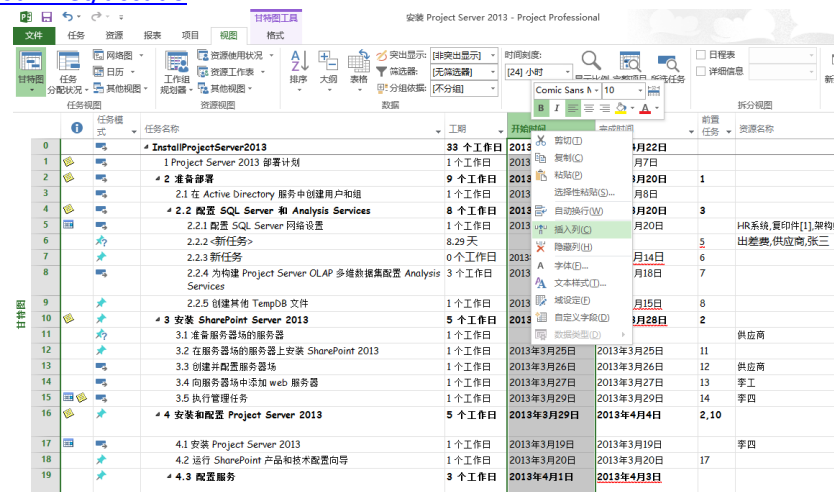 甘特图工具
安装 Project Server 2013 - Project Professional
文件 任务 资源 报表 项目 视图 格式
甘特图
任务分配状况
网络图
日历
其他视图
任务视图
工作组规划器
资源使用状况
资源工作表
其他视图
资源视图
排序 大纲 表格
突出显示: [非突出显示]
筛选器: [无筛选器]
分组依据: [不分组]
数据
时间刻度:
[24] 小时
显示比例 完整项目 所选任务
日程表
详细信息
拆分视图
新
Comic Sans M 10
B I A
任务模式 任务名称 工期 开始时间 完成时间 前置任务 资源名称
0 InstallProjectServer2013 33 个工作日 2013 4月22日
1 1 Project Server 2013 部署计划 1 个工作日 2013 月7日
2 2 准备部署 9 个工作日 2013 3月20日 1
3 2.1 在 Active Directory 服务中创建用户和组 1 个工作日 2013 月8日
4 2.2 配置 SQL Server 和 Analysis Services 8 个工作日 2013 3月20日 3
5 2.2.1 配置 SQL Server 网络设置 1 个工作日 2013 月20日 HR系统,复印件[1],架构
6 2.2.2 <新任务> 8.29 天 5 出差费,供应商,张三
7 2.2.3 新任务 0 个工作日 2013 月14日 6
8 2.2.4 为构建 Project Server OLAP 多维数据集配置 Analysis Services 3 个工作日 2013 月18日 7
9 2.2.5 创建其他 TempDB 文件 1 个工作日 2013 月15日 8
10 3 安装 SharePoint Server 2013 5 个工作日 2013 3月28日 2
11 3.1 准备服务器场的服务器 1 个工作日 供应商
12 3.2 在服务器场的服务器上安装 SharePoint 2013 1 个工作日 2013年3月25日 2013年3月25日 11
13 3.3 创建并配置服务器场 1 个工作日 2013年3月26日 2013年3月26日 12 供应商
14 3.4 向服务器场中添加 web 服务器 1 个工作日 2013年3月27日 2013年3月27日 13 李工
15 3.5 执行管理任务 1 个工作日 2013年3月29日 2013年3月29日 14 李四
16 4 安装和配置 Project Server 2013 5 个工作日 2013年3月29日 2013年4月4日 2,10
17 4.1 安装 Project Server 2013 1 个工作日 2013年3月19日 2013年3月19日 李四
18 4.2 运行 SharePoint 产品和技术配置向导 1 个工作日 2013年3月20日 2013年3月20日 17
19 4.3 配置服务 3 个工作日 2013年4月1日 2013年4月3日
剪切(T)
复制(C)
粘贴(P)
选择性粘贴(S)...
自动换行(W)
插入列(C)
隐藏列(H)
字体(F)...
文本样式(T)...
域设定(F)
自定义字段(D)
数据类型(D)
甘特图